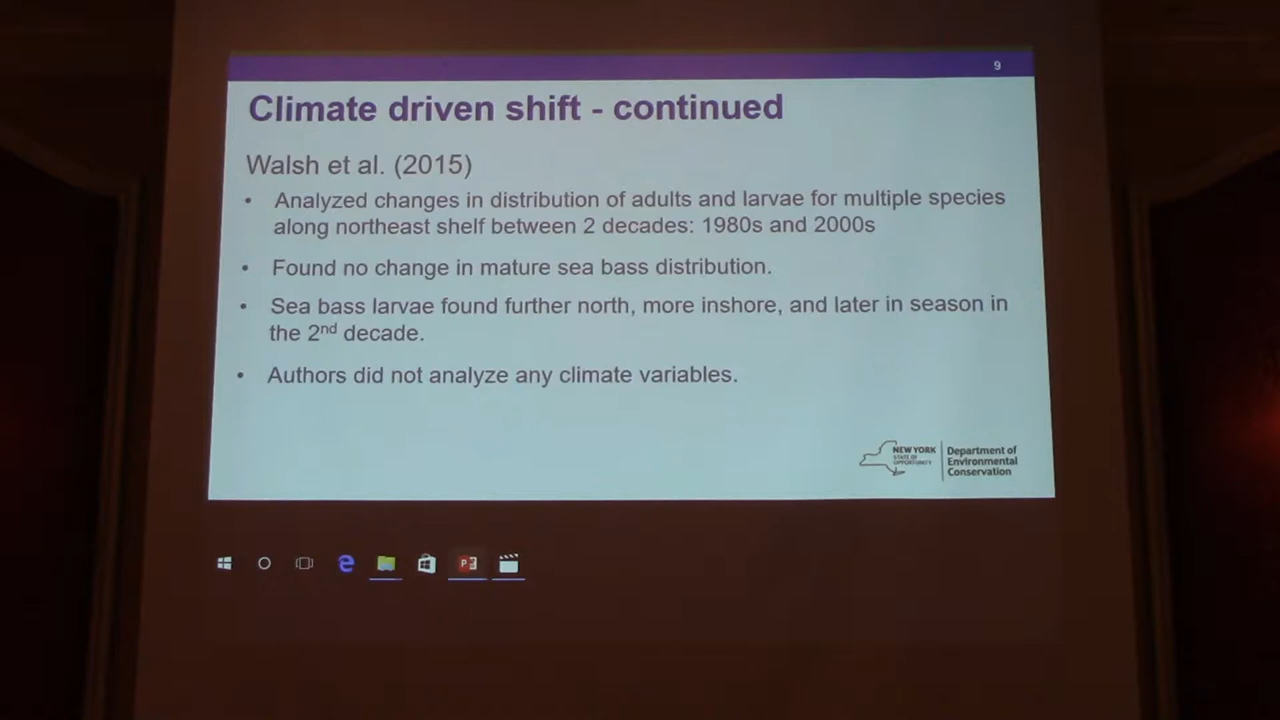 9
Climate driven shift - continued
Walsh et al. (2015)
• Analyzed changes in distribution of adults and larvae for multiple species
along northeast shelf between 2 decades: 1980s and 2000s
• Found no change in mature sea bass distribution.
• Sea bass larvae found further north, more inshore, and later in season in
the 2nd decade.
• Authors did not analyze any climate variables.
NEW YORK
STATE OF
OPPORTUNITY
Department of
Environmental
Conservation